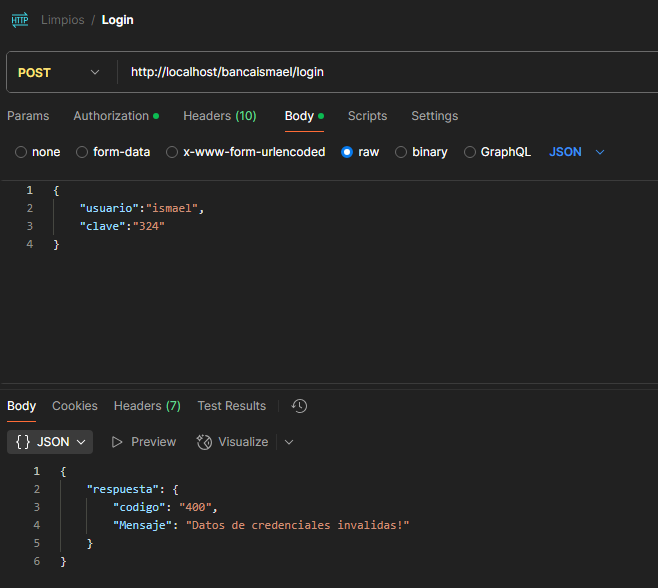 HTTP Limpios / Login
POST http://localhost/bancaismael/login
Params Authorization Headers (10) Body Scripts Settings
none form-data x-www-form-urlencoded raw binary GraphQL JSON
1 {
2 "usuario":"ismael",
3 "clave":"324"
4 }
Body Cookies Headers (7) Test Results
{} JSON Preview Visualize
1 {
2 "respuesta": {
3 "codigo": "400",
4 "Mensaje": "Datos de credenciales invalidas!"
5 }
6 }